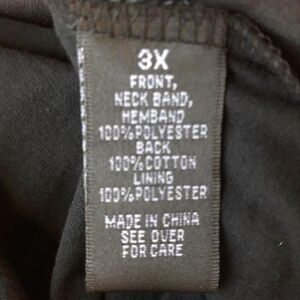 3X
FRONT,
NECK BAND,
HEMBAND
100%POLYESTER
BACK
100%COTTON
LINING
100%POLYESTER
MADE IN CHINA
SEE OVER
FOR CARE